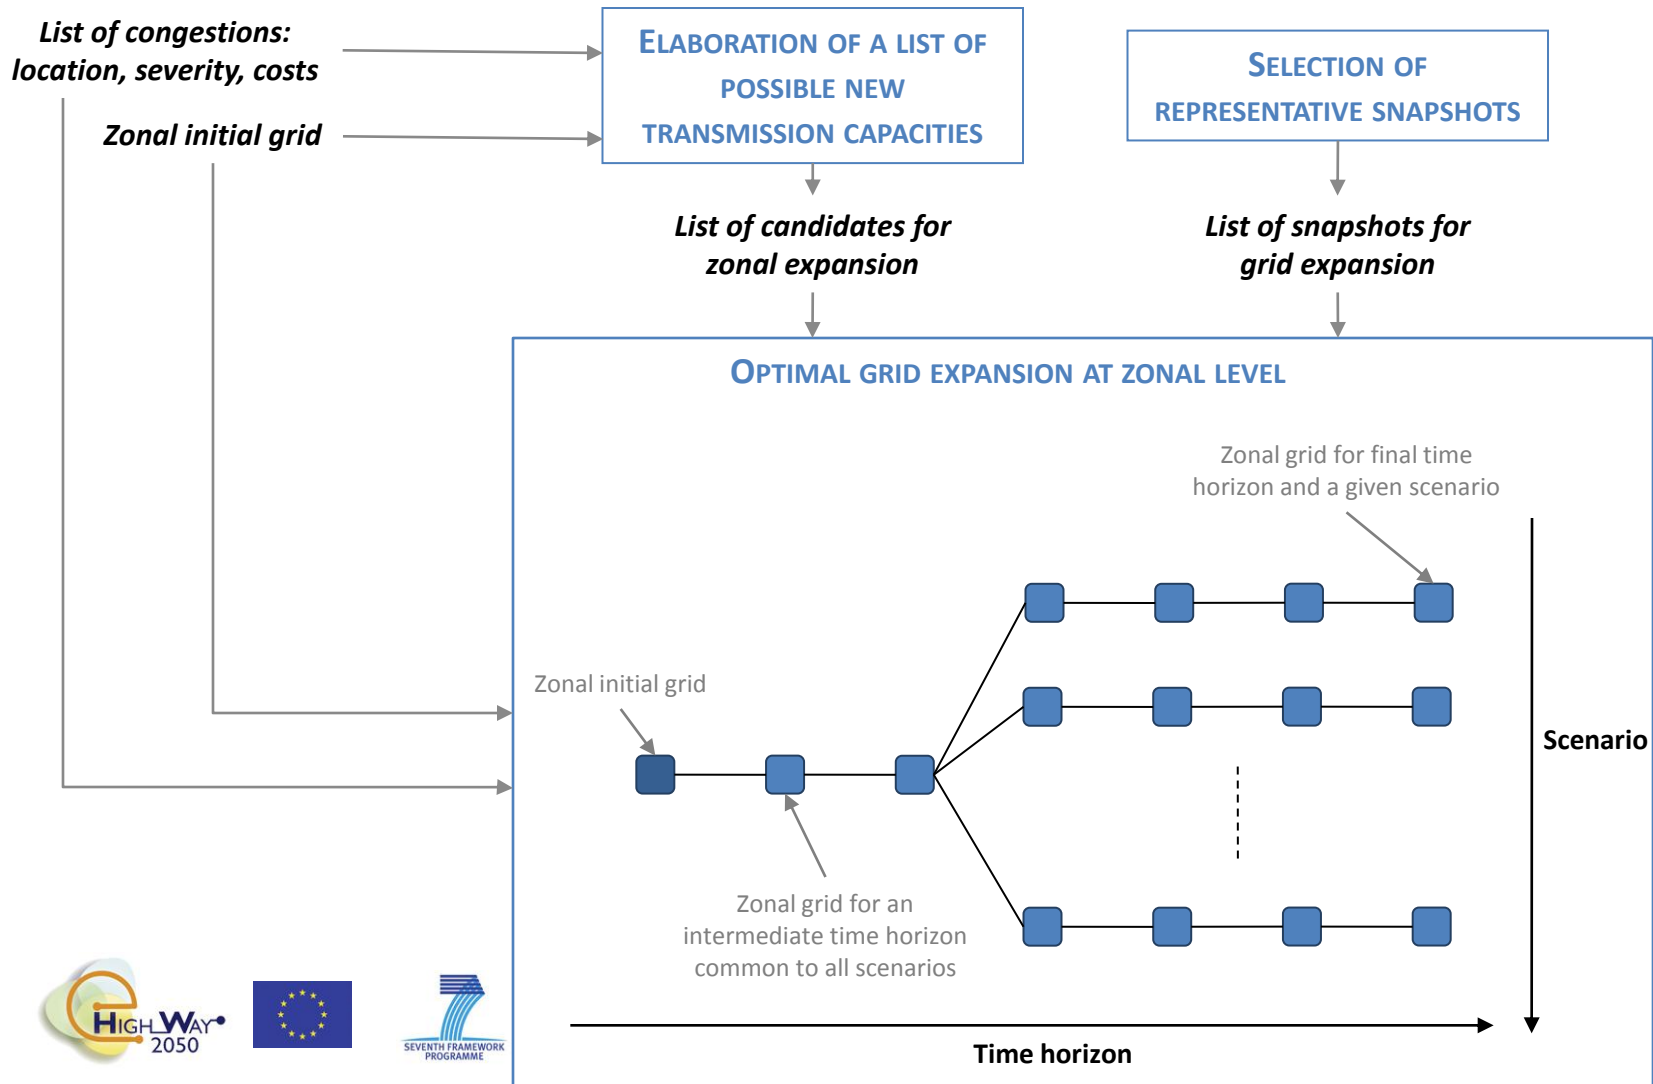 List of congestions:
location, severity, costs
Zonal initial grid
ELABORATION OF A LIST OF
POSSIBLE NEW
TRANSMISSION CAPACITIES
SELECTION OF
REPRESENTATIVE SNAPSHOTS
List of candidates for
zonal expansion
List of snapshots for
grid expansion
OPTIMAL GRID EXPANSION AT ZONAL LEVEL
Zonal grid for final time
horizon and a given scenario
Zonal initial grid
Scenario
Zonal grid for an
intermediate time horizon
common to all scenarios
Time horizon
e
HIGHWAY
2050
7
SEVENTH FRAMEWORK
PROGRAMME